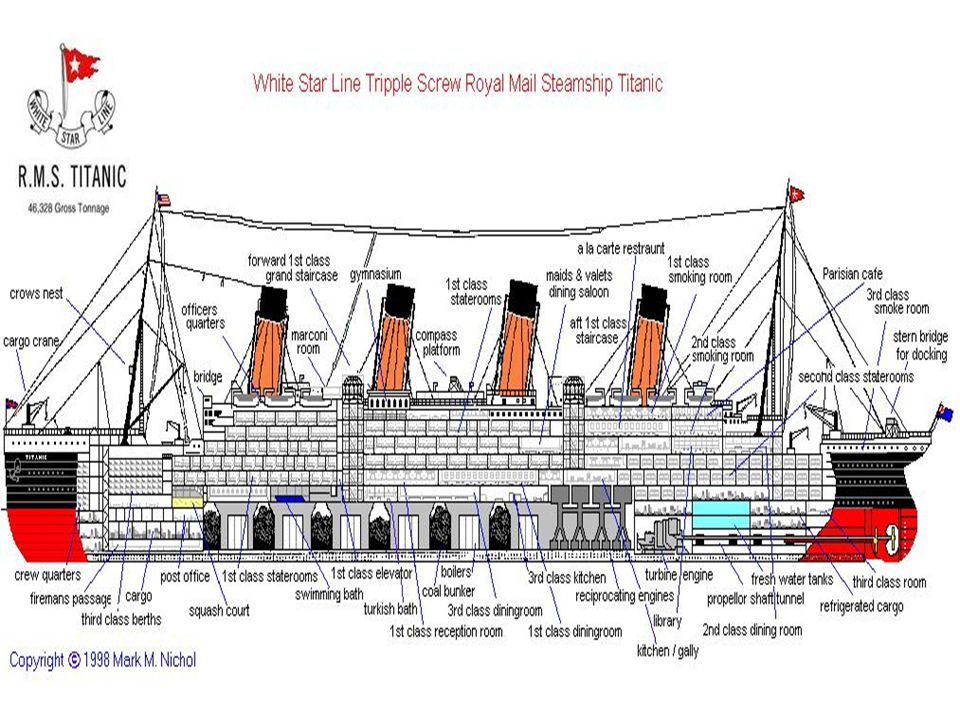 White Star Line Tripple Screw Royal Mail Steamship Titanic
WHITE STAR LINE
R.M.S. TITANIC
46,328 Gross Tonnage
a la carte restraunt
forward 1st class
grand staircase
gymnasium
1st class
staterooms
maids & valets
dining saloon
1st class
smoking room
Parisian cafe
crows nest
officers
quarters
3rd class
smoke room
cargo crane
marconi
room
compass
platform
aft 1st class
staircase
2nd class
smoking room
stern bridge
for docking
bridge
second class staterooms
TITANIC
crew quarters
post office
1st class staterooms
1st class elevator
boilers
3rd class kitchen
turbine engine
fresh water tanks
third class room
firemans passage
cargo
swimming bath
coal bunker
reciprocating engines
propellor shaft tunnel
refrigerated cargo
third class berths
squash court
turkish bath
3rd class diningroom
library
1st class reception room
1st class diningroom
2nd class dining room
kitchen / gally
Copyright © 1998 Mark M. Nichol